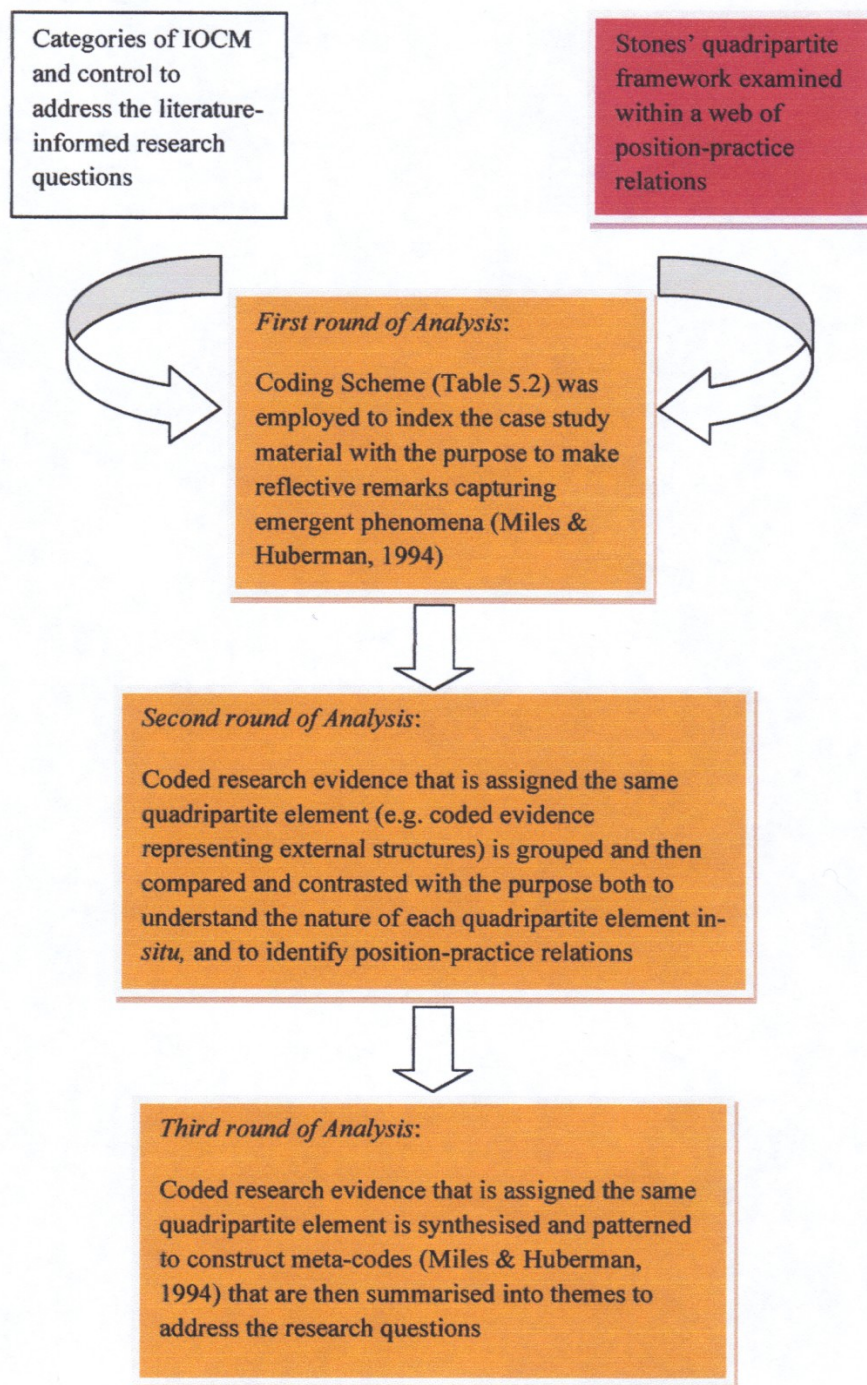 Categories of IOCM
and control to
address the literature-
informed research
questions
Stones’ quadripartite
framework examined
within a web of
position-practice
relations
First round of Analysis:
Coding Scheme (Table 5.2) was
employed to index the case study
material with the purpose to make
reflective remarks capturing
emergent phenomena (Miles &
Huberman, 1994)
Second round of Analysis:
Coded research evidence that is assigned the same
quadripartite element (e.g. coded evidence
representing external structures) is grouped and then
compared and contrasted with the purpose both to
understand the nature of each quadripartite element in-
situ, and to identify position-practice relations
Third round of Analysis:
Coded research evidence that is assigned the same
quadripartite element is synthesised and patterned
to construct meta-codes (Miles & Huberman,
1994) that are then summarised into themes to
address the research questions